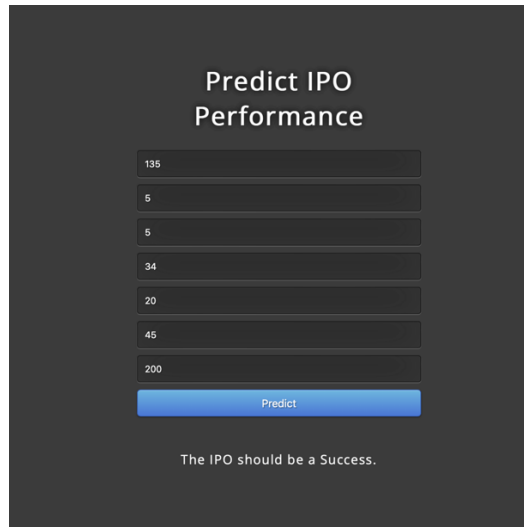 Predict IPO
Performance
135
5
5
34
20
45
200
Predict
The IPO should be a Success.